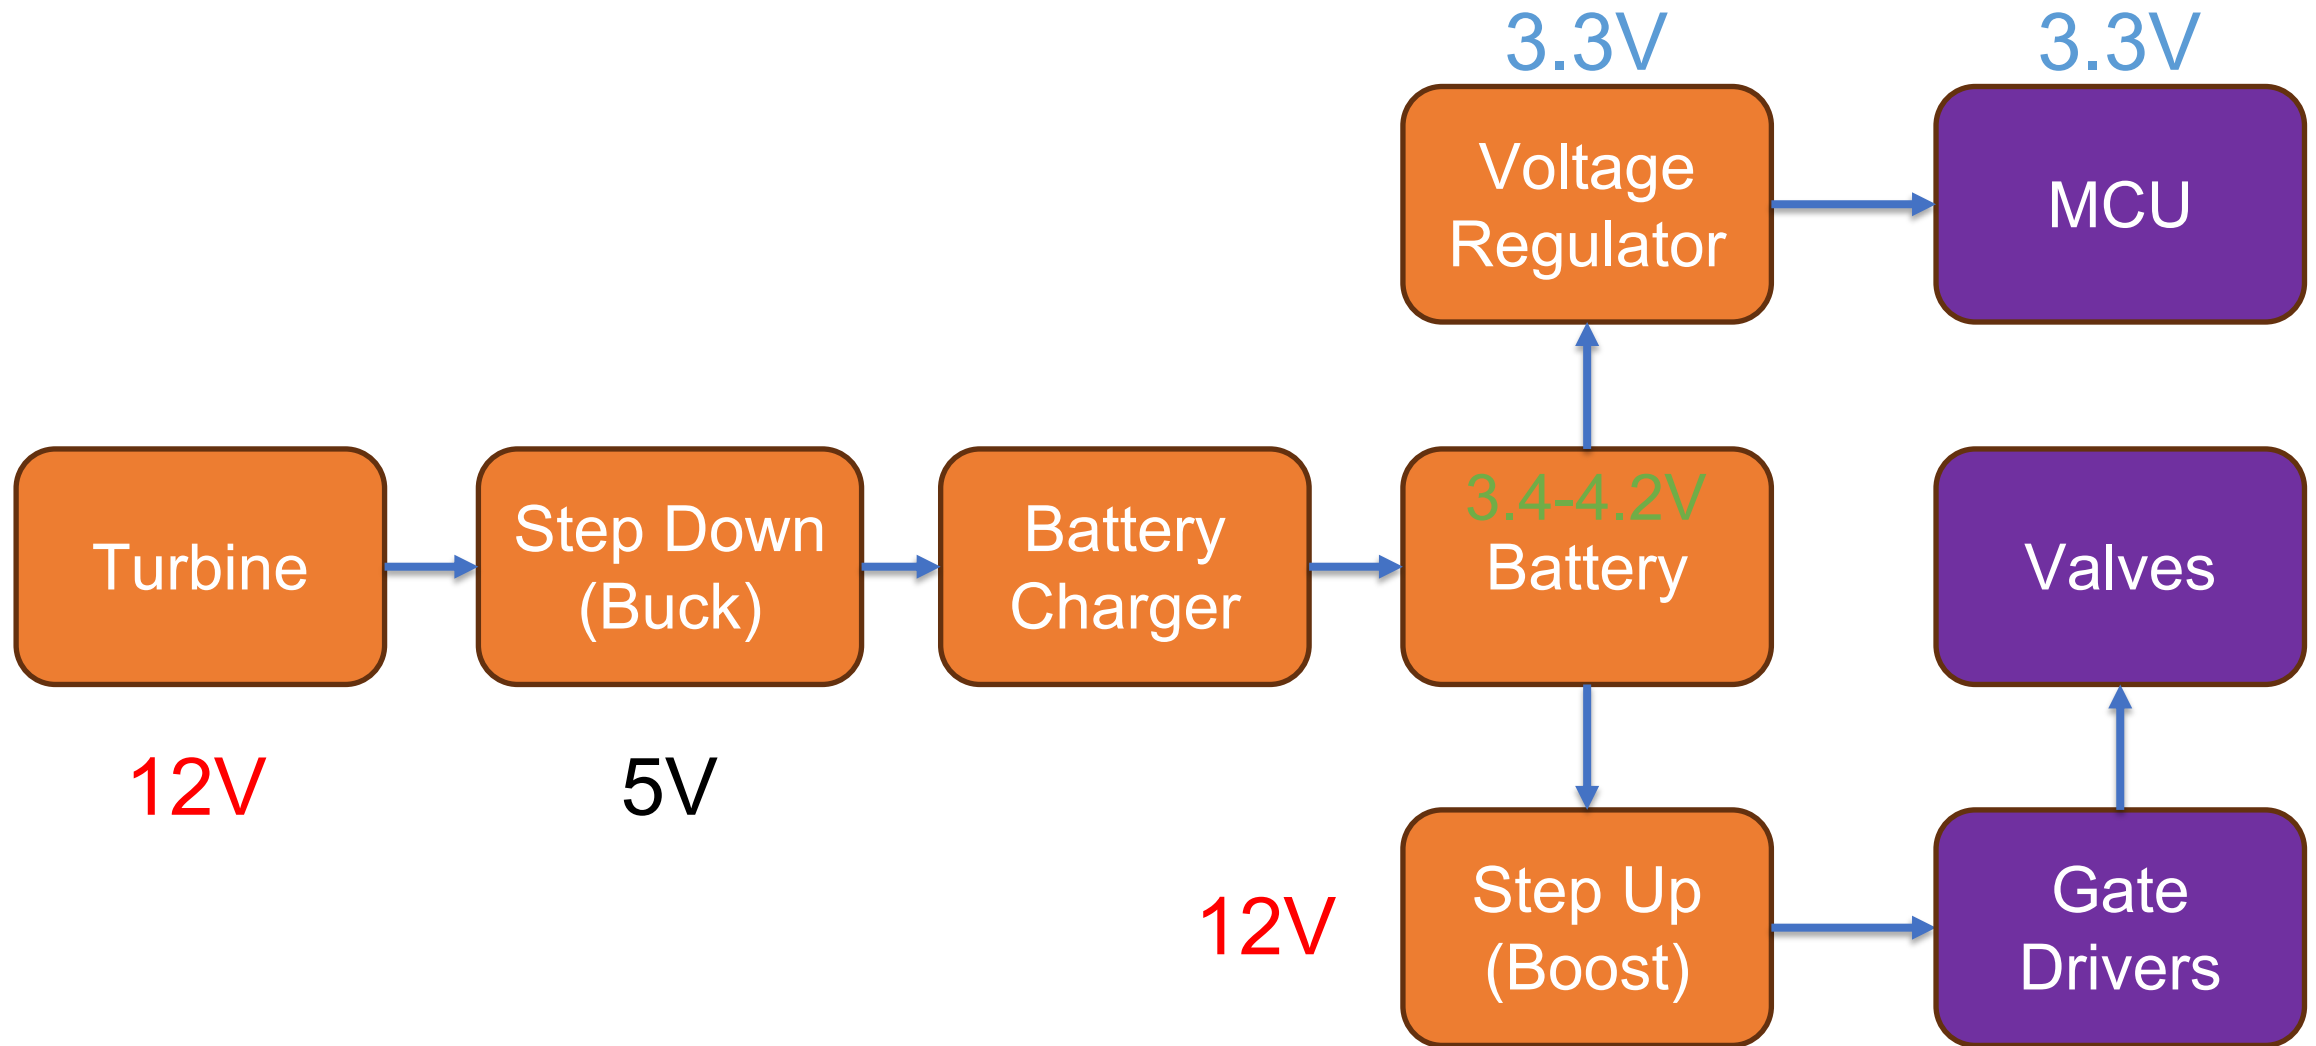 3.3V
3.3V
Voltage
Regulator
MCU
Turbine
Step Down
(Buck)
Battery
Charger
3.4-4.2V
Battery
Valves
12V
5V
12V
Step Up
(Boost)
Gate
Drivers